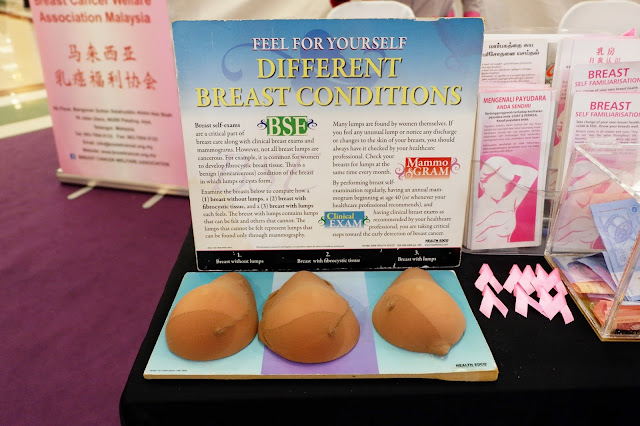 Breast Cancer Welfare
Association Malaysia
马来西亚
乳癌福利协会
BREAST CANCER WELFARE ASSOCIATION
FEEL FOR YOURSELF
DIFFERENT
BREAST CONDITIONS
Breast self-exams
are a critical part of
BSE
breast care along with clinical breast exams and
mammograms. However, not all breast lumps are
cancerous. For example, it is common for women
to develop fibrocystic breast tissue. This is a
benign (noncancerous) condition of the breast
in which lumps or cysts form.
Examine the breasts below to compare how a
(1) breast without lumps, a (2) breast with
fibrocystic tissue, and a (3) breast with lumps
each feels. The breast with lumps contains lumps
that can be felt and others that cannot. The
lumps that cannot be felt represent lumps that
can be found only through mammography.
Many lumps are found by women themselves. If
you feel any unusual lump or notice any discharge
or changes to the skin of your breasts, you should
always have it checked by your healthcare
professional. Check your
breasts for lumps at the
same time every month.
Mammo
GRAM
By performing breast self
examination regularly, having an annual mam-
mogram beginning at age 40 (or whenever your
healthcare professional recommends), and
Clinical
EXAM
having clinical breast exams as
recommended by your healthcare
professional, you are taking critical
steps toward the early detection of breast cancer.
HEALTH EDCO
1.
Breast without lumps
2.
Breast with fibrocystic tissue
3.
Breast with lumps
HEALTH EDCO
MENGENALI PAYUDARA
ANDA SENDIRI
乳房
BREAST
SELF FAMILIARISATION
BREAST
SELF FAMILIARISATION